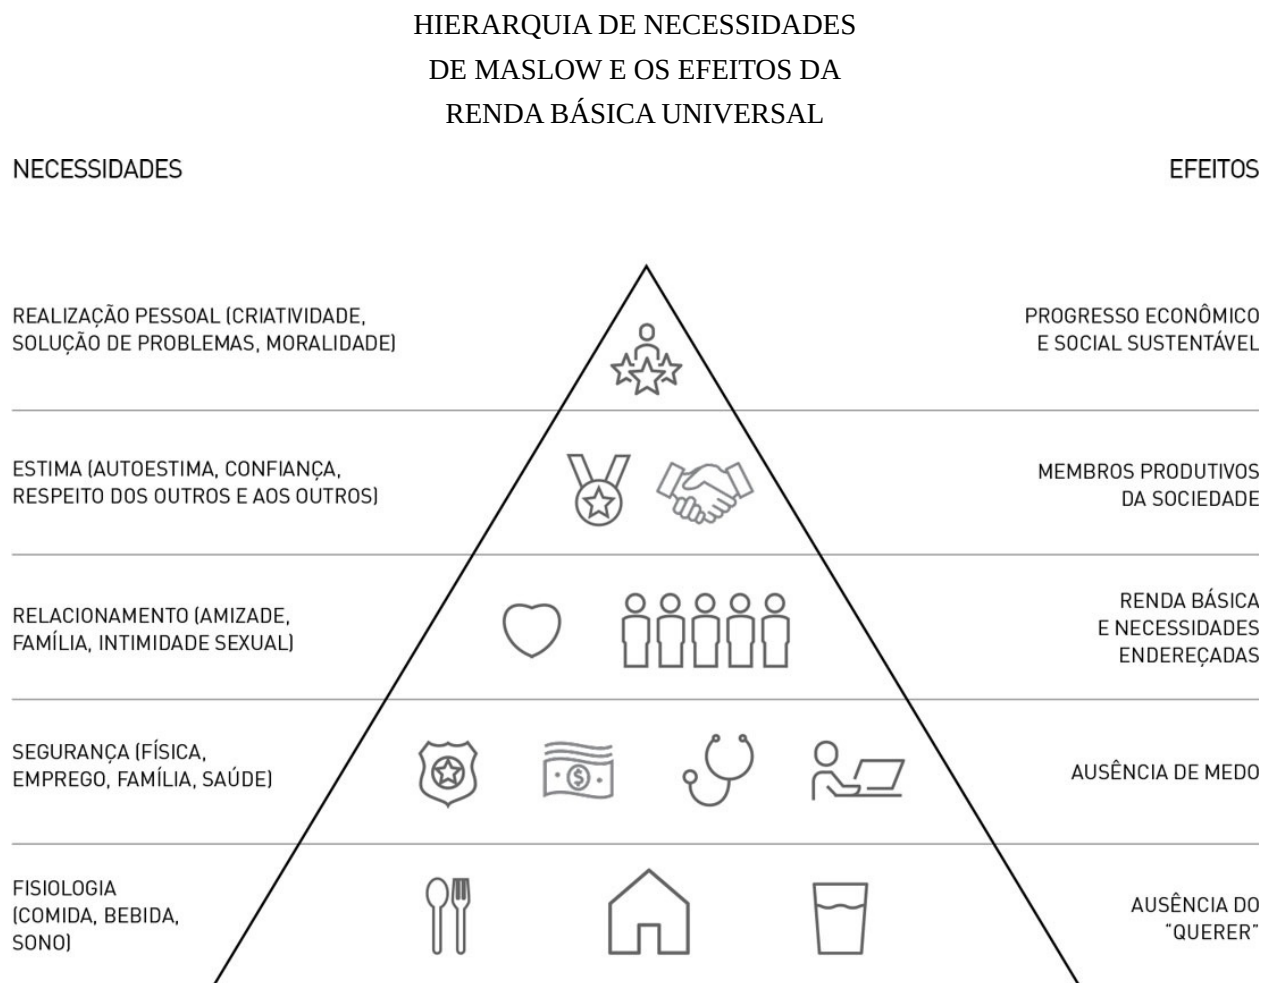 HIERARQUIA DE NECESSIDADES
DE MASLOW E OS EFEITOS DA
RENDA BÁSICA UNIVERSAL
NECESSIDADES
EFEITOS
REALIZAÇÃO PESSOAL (CRIATIVIDADE,
SOLUÇÃO DE PROBLEMAS, MORALIDADE)
PROGRESSO ECONÔMICO
E SOCIAL SUSTENTÁVEL
ESTIMA (AUTOESTIMA, CONFIANÇA,
RESPEITO DOS OUTROS E AOS OUTROS)
MEMBROS PRODUTIVOS
DA SOCIEDADE
RELACIONAMENTO (AMIZADE,
FAMÍLIA, INTIMIDADE SEXUAL)
RENDA BÁSICA
E NECESSIDADES
ENDEREÇADAS
SEGURANÇA (FÍSICA,
EMPREGO, FAMÍLIA, SAÚDE)
$
AUSÊNCIA DE MEDO
FISIOLOGIA
(COMIDA, BEBIDA,
SONO)
AUSÊNCIA DO
"QUERER"